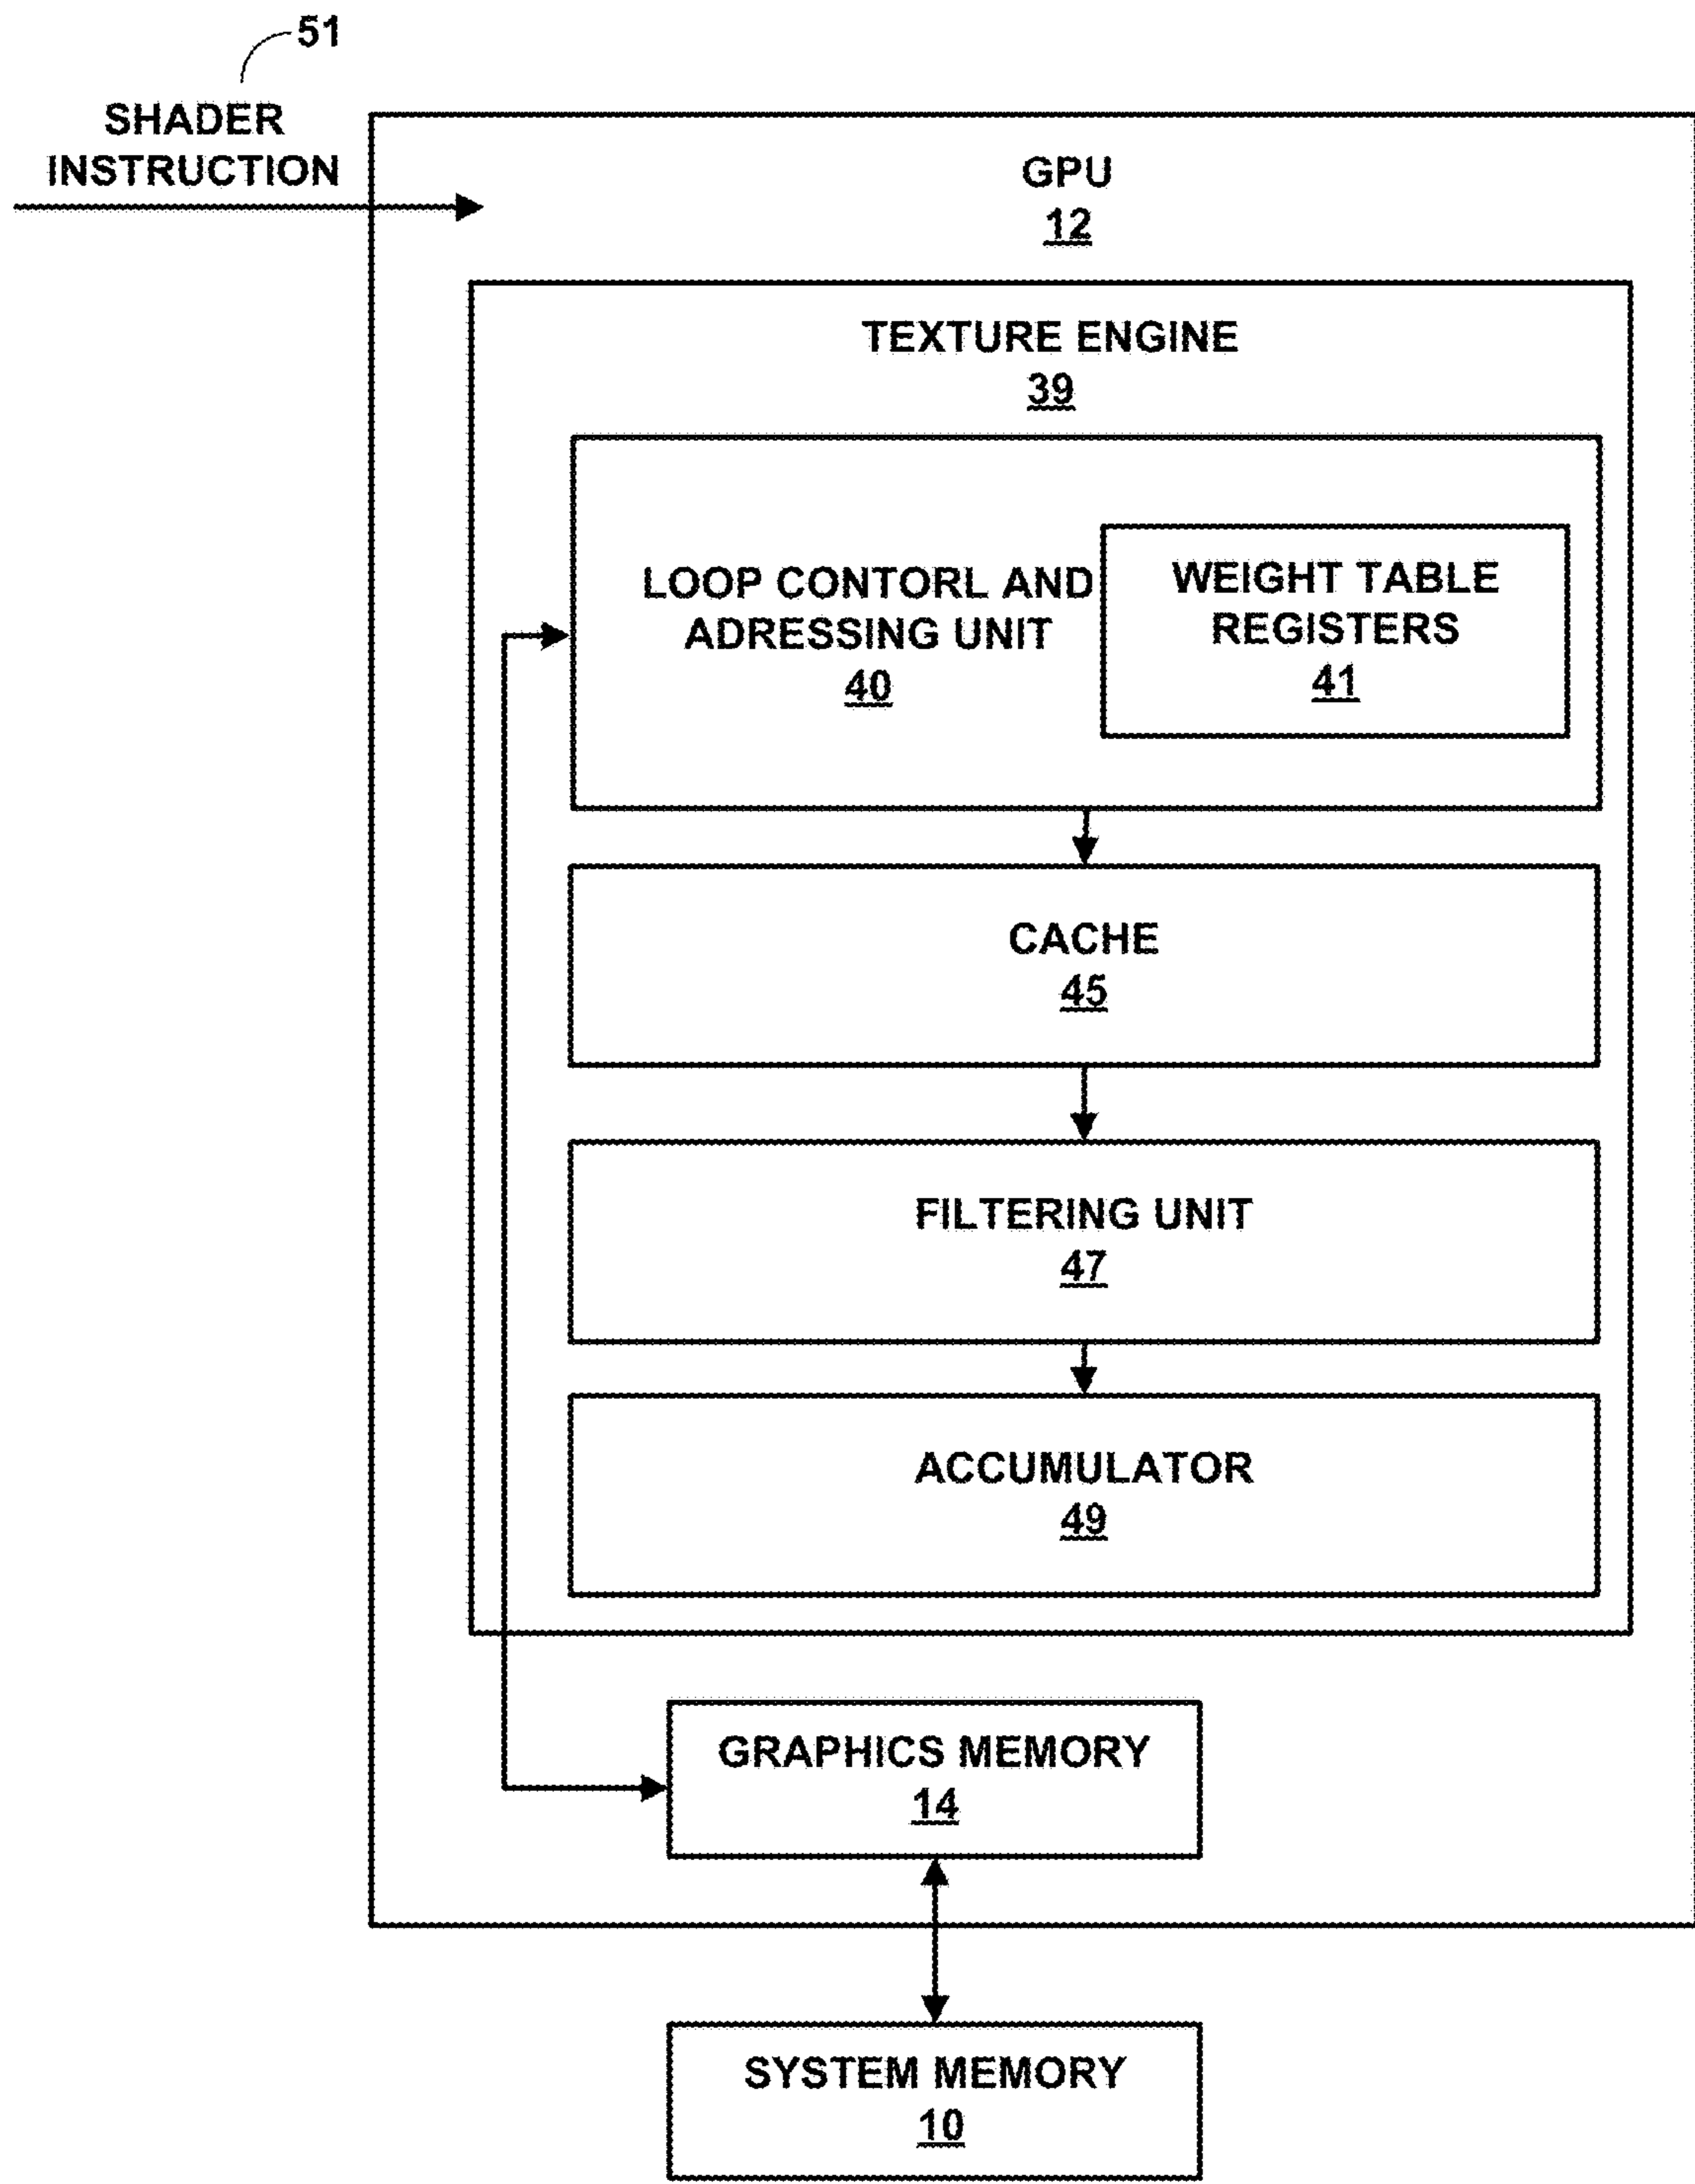 51
SHADER
INSTRUCTION
GPU
12
TEXTURE ENGINE
39
LOOP CONTORL AND
ADRESSING UNIT
40
WEIGHT TABLE
REGISTERS
41
CACHE
45
FILTERING UNIT
47
ACCUMULATOR
49
GRAPHICS MEMORY
14
SYSTEM MEMORY
10